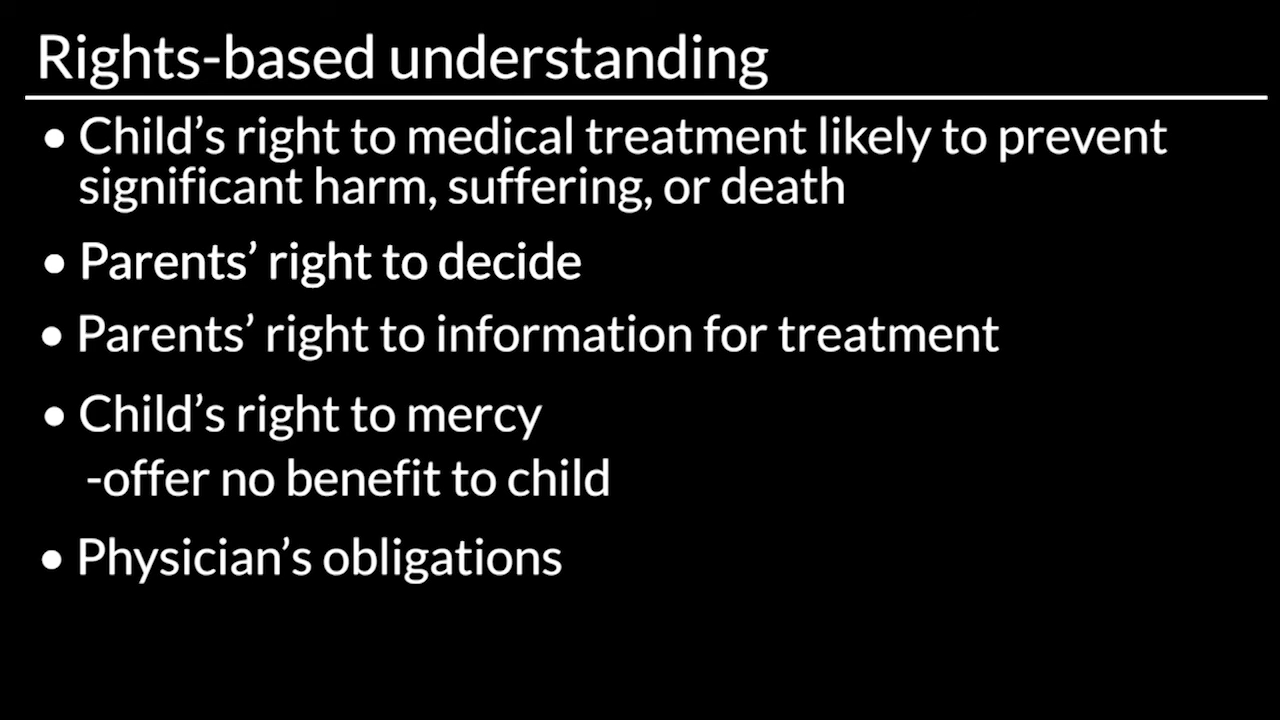 Rights-based understanding
• Child’s right to medical treatment likely to prevent
significant harm, suffering, or death
• Parents’ right to decide
• Parents’ right to information for treatment
• Child’s right to mercy
-offer no benefit to child
• Physician’s obligations